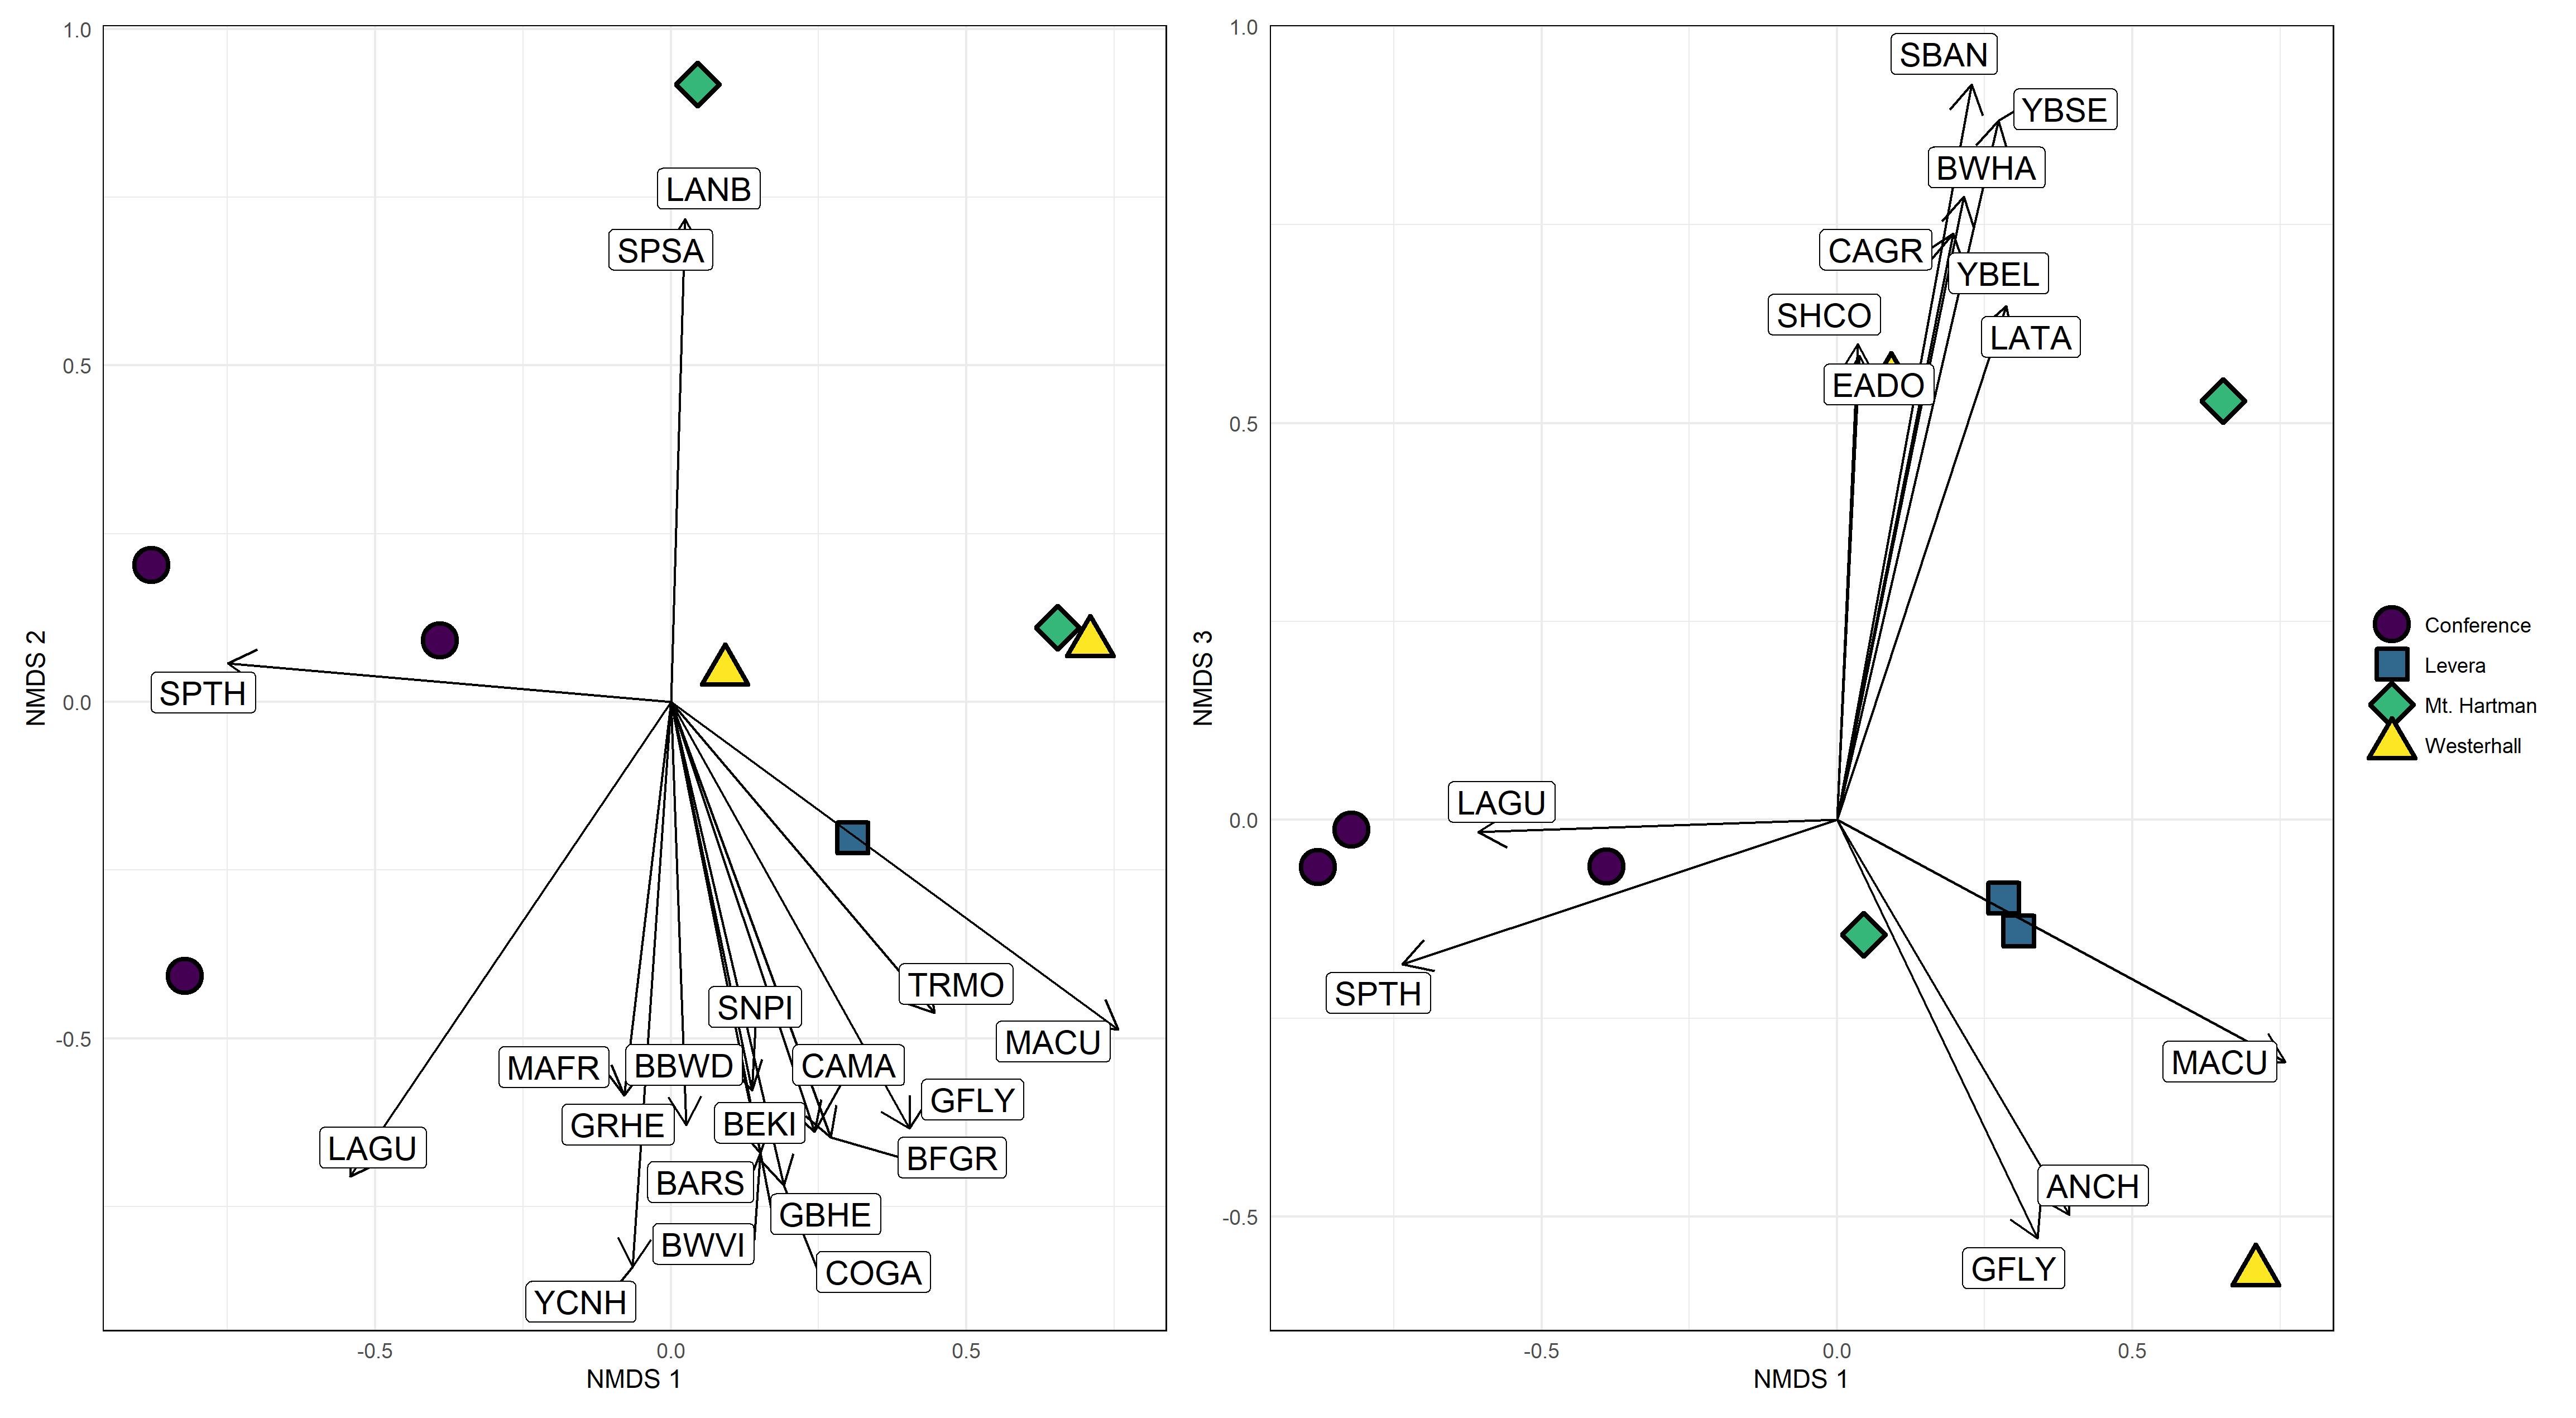 1.0
0.5
0.0
-0.5
NMDS 2
LANB
SPSA
SPTH
TRMO
SNPI
MACU
MAFR
BBWD
CAMA
GFLY
GRHE
BEKI
LAGU
BFGR
BARS
GBHE
BWVI
COGA
YCNH
-0.5
0.0
0.5
NMDS 1
1.0
0.5
0.0
-0.5
NMDS 3
SBAN
YBSE
BWHA
CAGR
YBEL
SHCO
LATA
EADO
LAGU
SPTH
MACU
ANCH
GFLY
-0.5
0.0
0.5
NMDS 1
Conference
Levera
Mt. Hartman
Westerhall